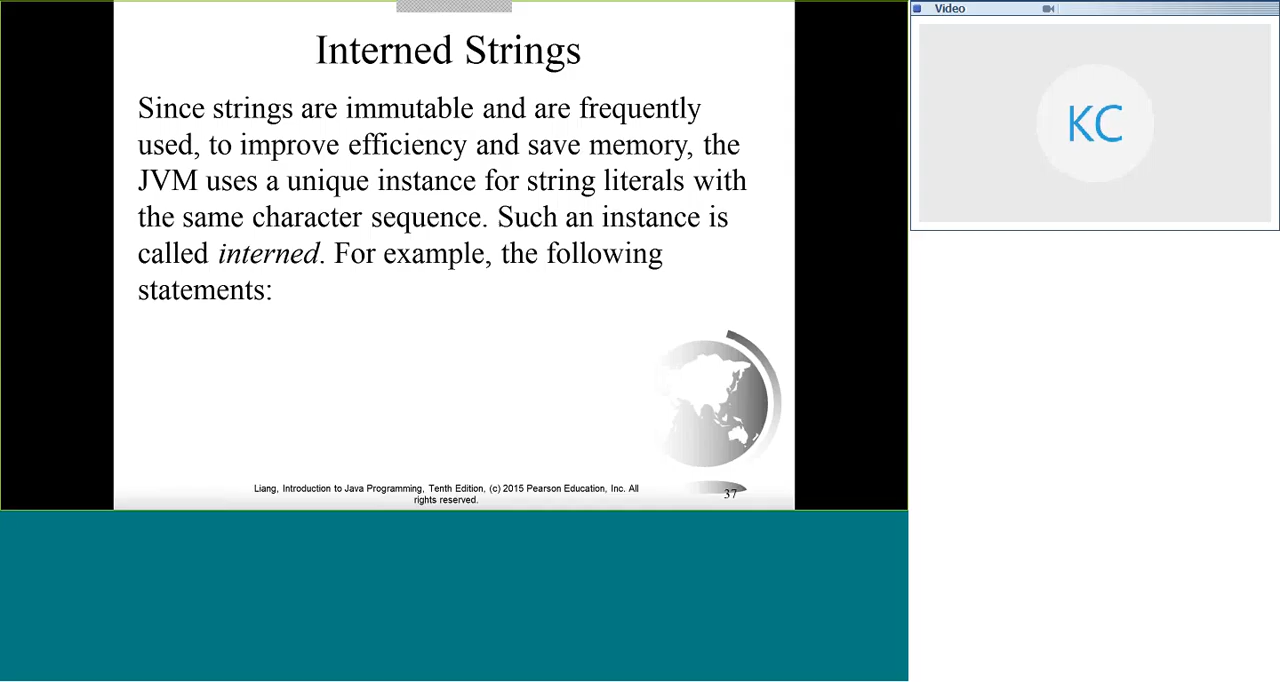 Interned Strings
Since strings are immutable and are frequently
used, to improve efficiency and save memory, the
JVM uses a unique instance for string literals with
the same character sequence. Such an instance is
called interned. For example, the following
statements:
Liang, Introduction to Java Programming, Tenth Edition, (c) 2015 Pearson Education, Inc. All
rights reserved.
37
Video
KC